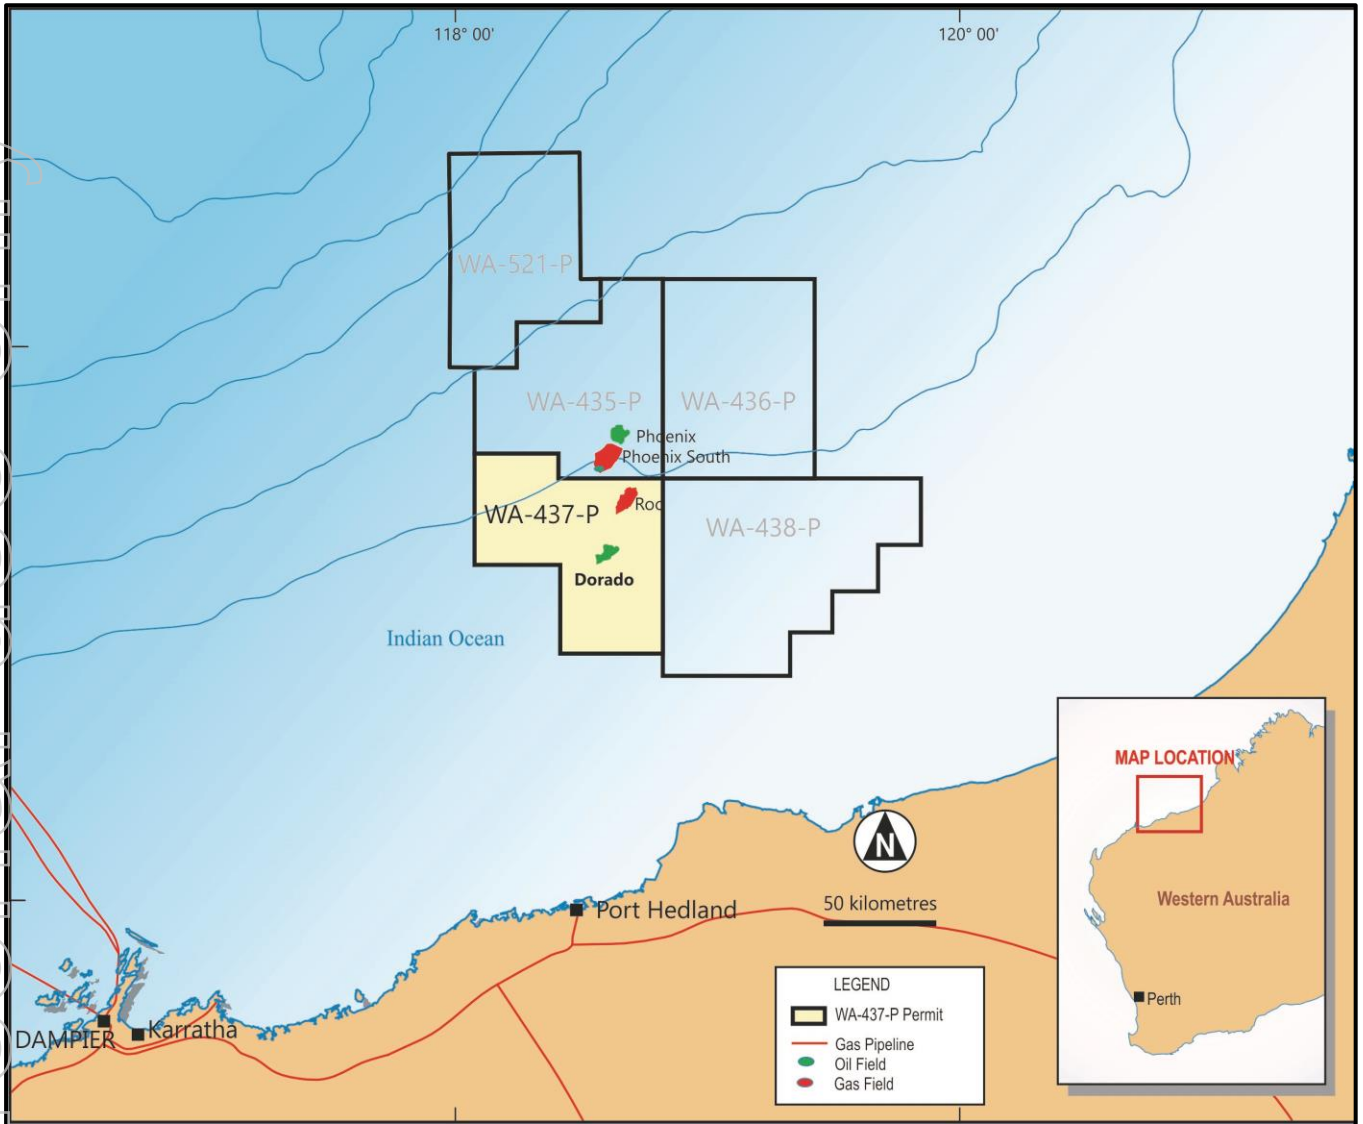 118° 00'
120° 00'
WA-521-P
WA-435-P
WA-436-P
Phoenix
Phoenix South
WA-437-P
Roc
WA-438-P
Dorado
Indian Ocean
MAP LOCATION
Western Australia
Perth
50 kilometres
N
Port Hedland
LEGEND
WA-437-P Permit
Gas Pipeline
Oil Field
Gas Field
DAMPIER
Karratha